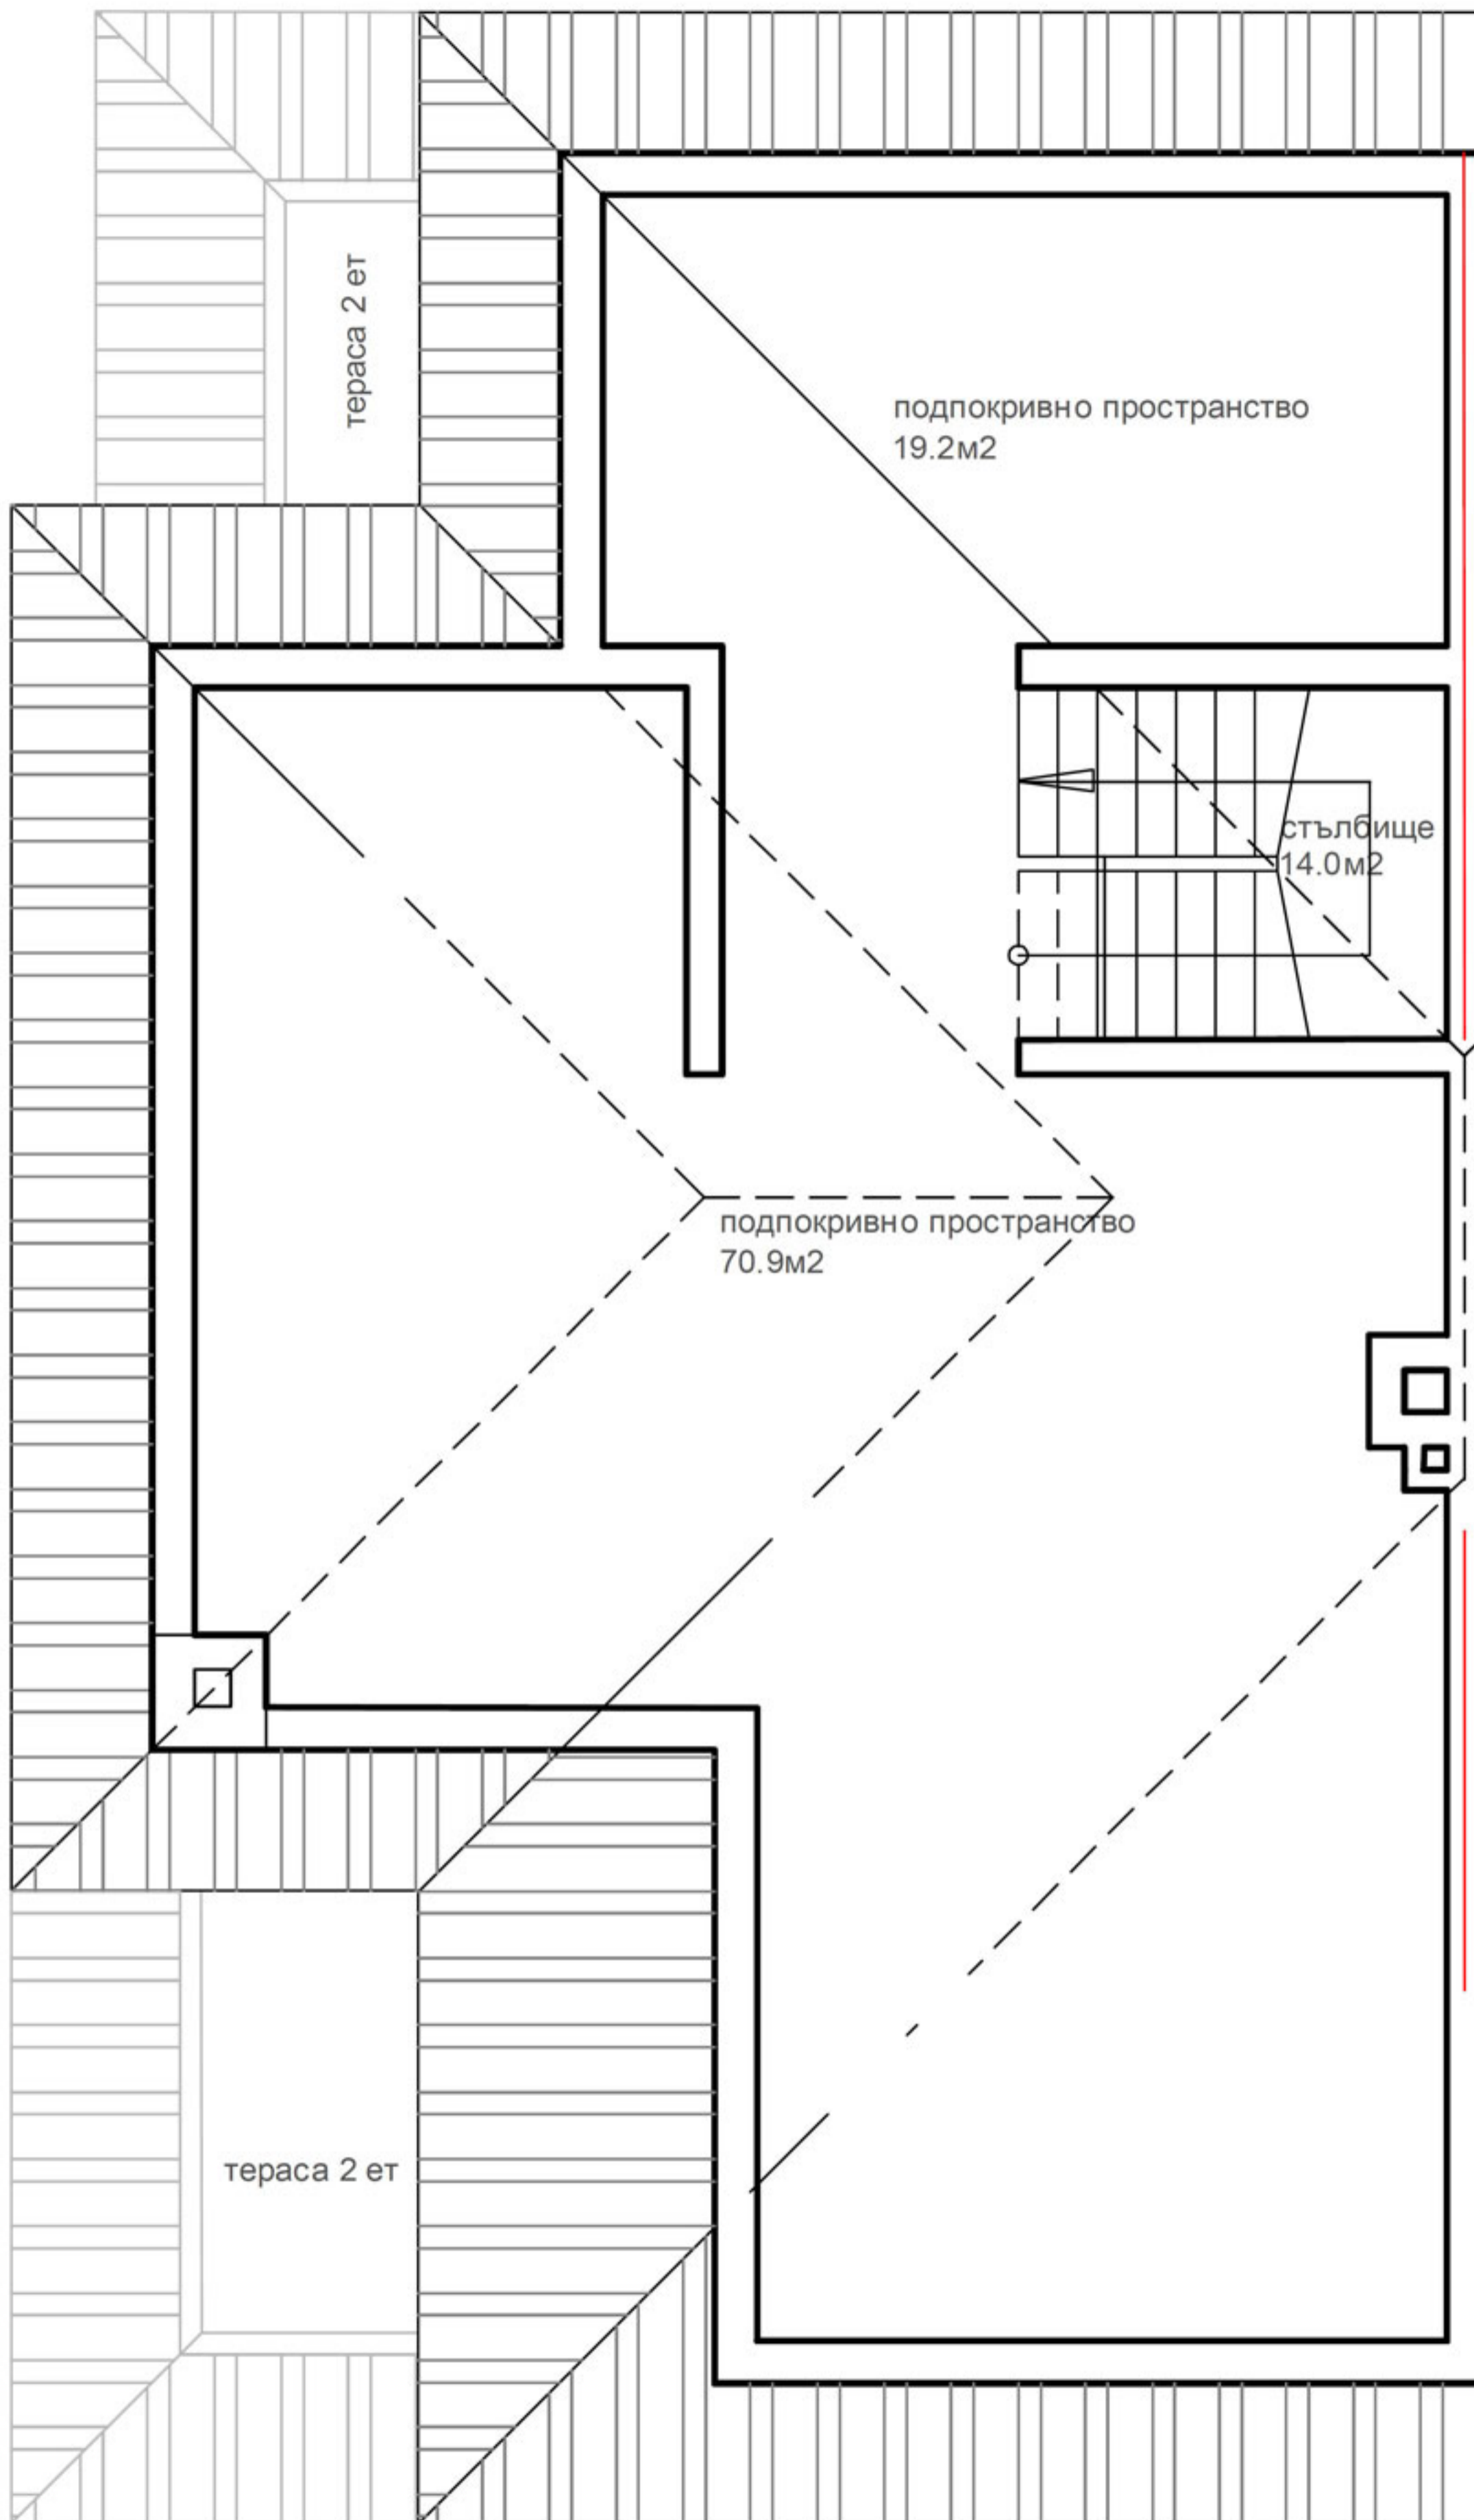 тераса 2 ет
подпокривно пространство
19.2м2
стълбище
14.0м2
подпокривно пространство
70.9м2
тераса 2 ет